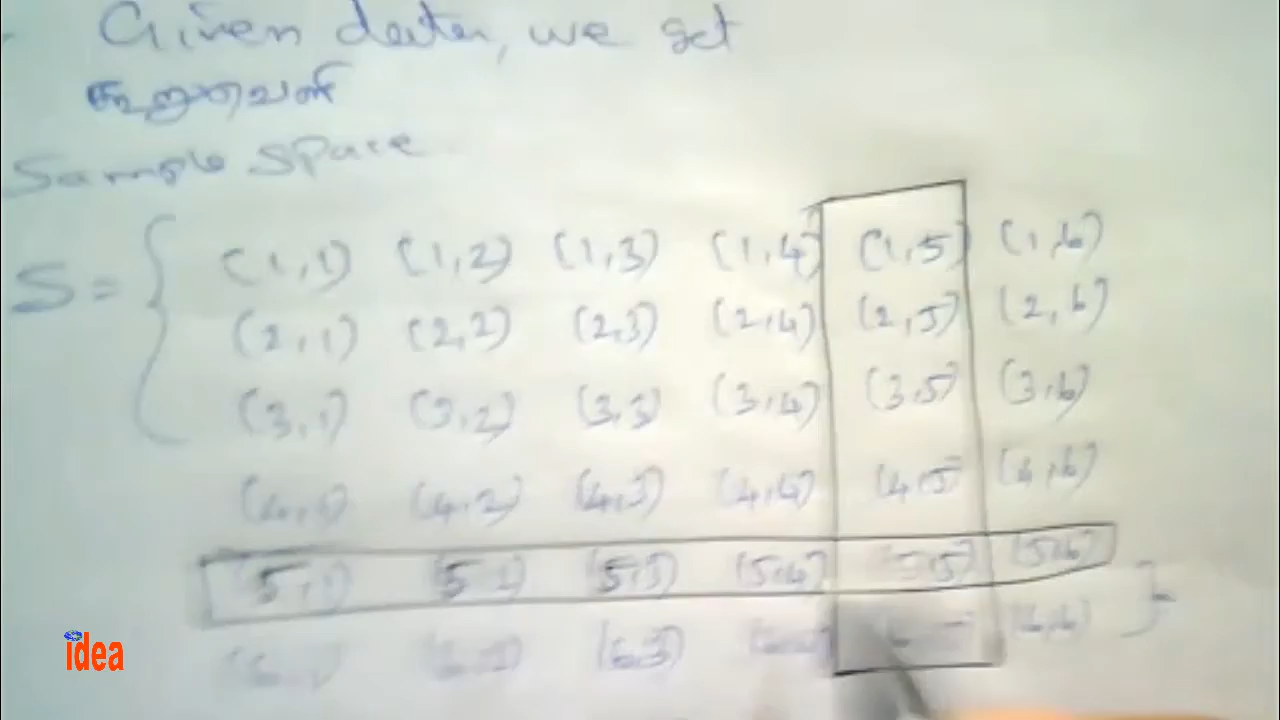 Given data, we get
கூறுவெளி
Sample Space
S = { (1,1) (1,2) (1,3) (1,4) (1,5) (1,6)
(2,1) (2,2) (2,3) (2,4) (2,5) (2,6)
(3,1) (3,2) (3,3) (3,4) (3,5) (3,6)
(4,1) (4,2) (4,3) (4,4) (4,5) (4,6)
(5,1) (5,2) (5,3) (5,4) (5,5) (5,6) }
(6,3) (6,6)
idea